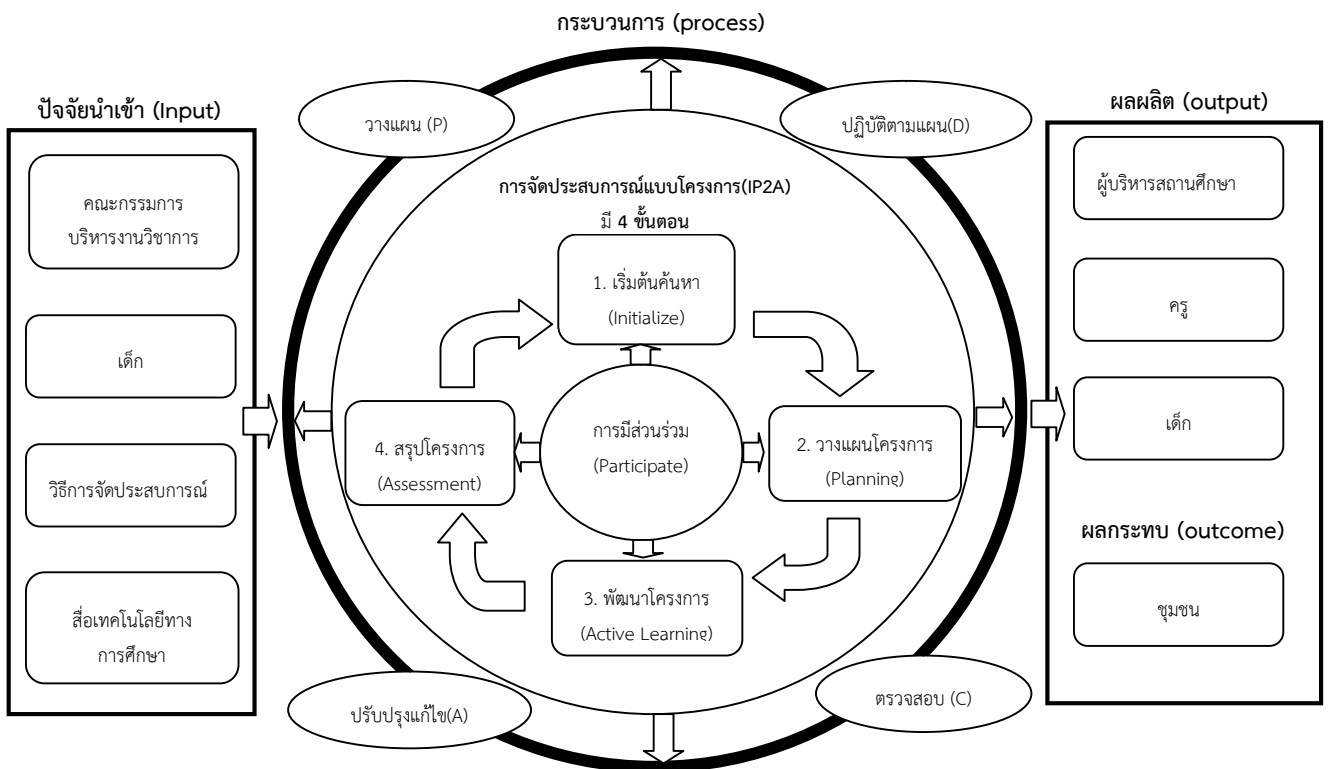 กระบวนการ (process)
ปัจจัยนำเข้า (Input)
คณะกรรมการ
บริหารงานวิชาการ
เด็ก
วิธีการจัดประสบการณ์
สื่อเทคโนโลยีทาง
การศึกษา
วางแผน (P)
ปฏิบัติตามแผน(D)
การจัดประสบการณ์แบบโครงการ(IP2A)
มี 4 ขั้นตอน
1. เริ่มต้นค้นหา
(Initialize)
การมีส่วนร่วม
(Participate)
2. วางแผนโครงการ
(Planning)
3. พัฒนาโครงการ
(Active Learning)
4. สรุปโครงการ
(Assessment)
ปรับปรุงแก้ไข(A)
ตรวจสอบ (C)
ผลผลิต (output)
ผู้บริหารสถานศึกษา
ครู
เด็ก
ผลกระทบ (outcome)
ชุมชน